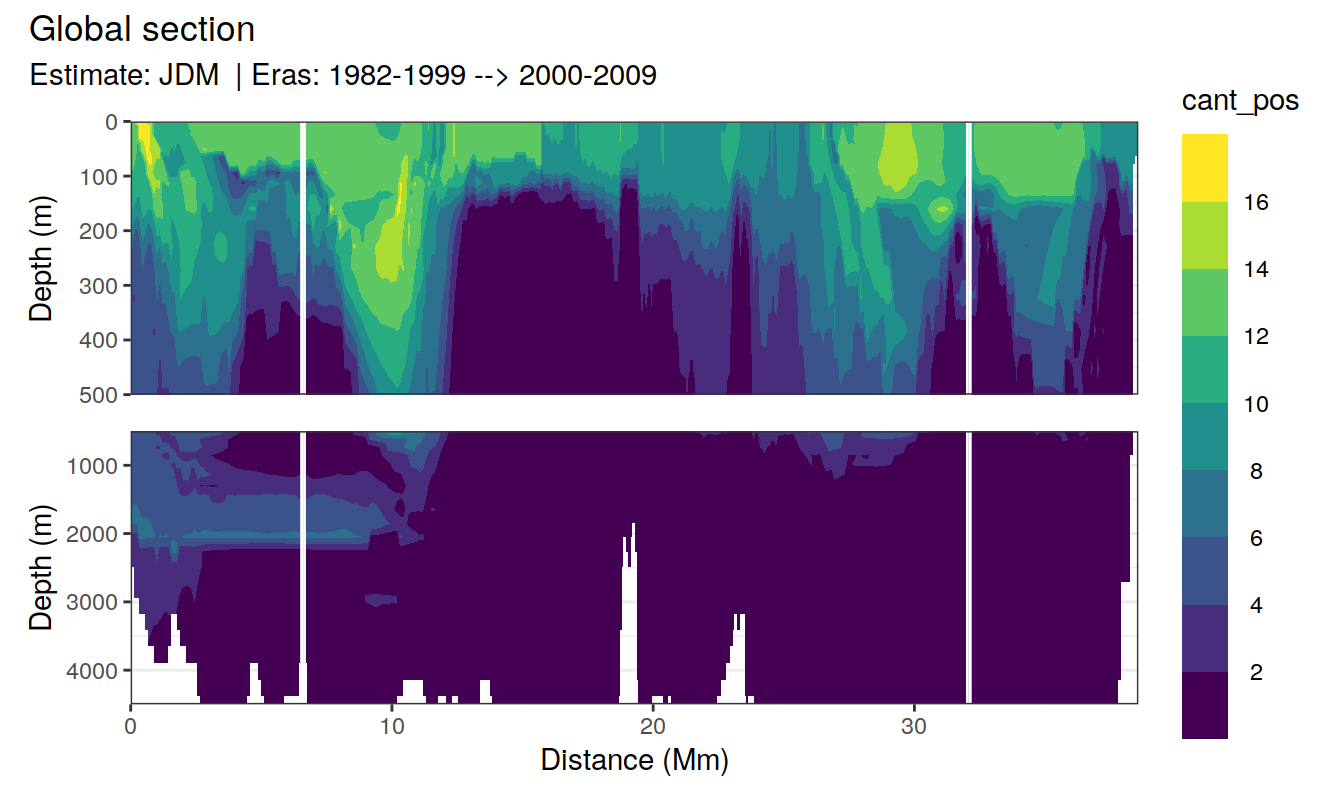 Global section
Estimate: JDM | Eras: 1982-1999 --> 2000-2009
cant_pos
0
100
200
300
400
500
Depth (m)
16
14
12
10
8
6
4
2
1000
2000
3000
4000
Depth (m)
0 10 20 30
Distance (Mm)